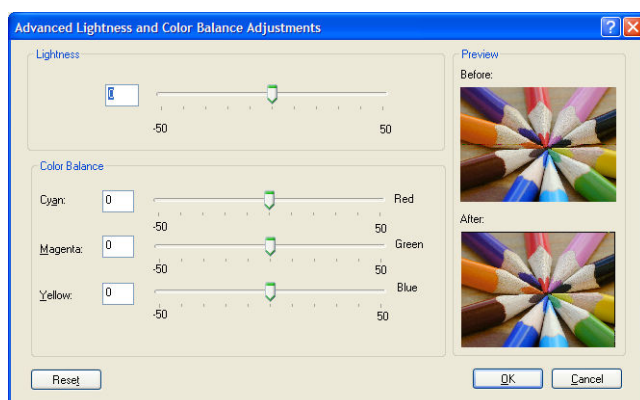 Advanced Lightness and Color Balance Adjustments
Lightness
0
-50 50
Color Balance
Cyan: 0 Red
-50 50
Magenta: 0 Green
-50 50
Yellow: 0 Blue
-50 50
Preview
Before:
After:
Reset
OK
Cancel